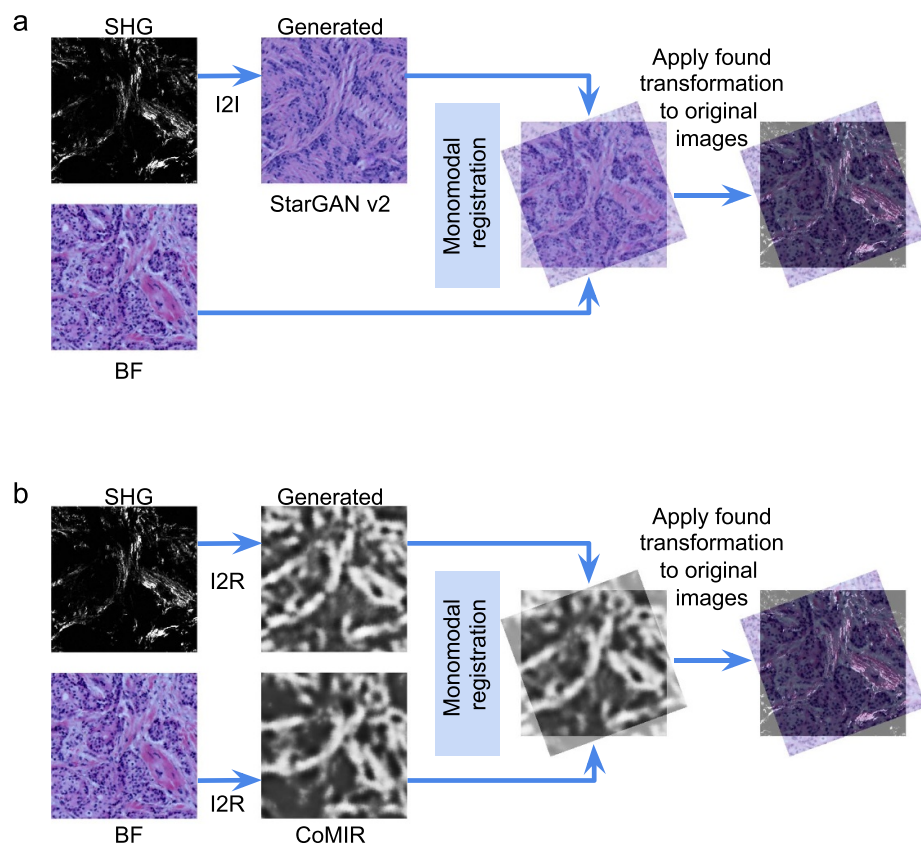 a
SHG
Generated
I2I
StarGAN v2
BF
Monomodal
registration
Apply found
transformation
to original
images
b
SHG
Generated
I2R
I2R
BF
CoMIR
Monomodal
registration
Apply found
transformation
to original
images